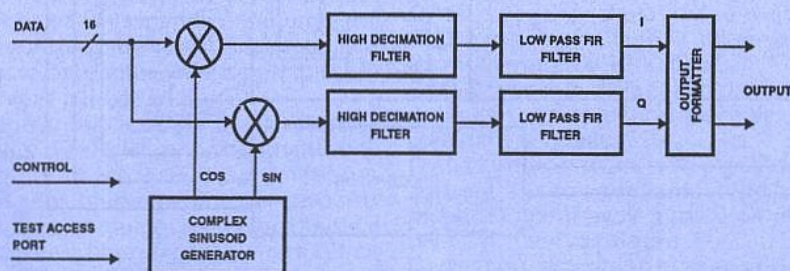 DATA
16
HIGH DECIMATION
FILTER
LOW PASS FIR
FILTER
I
OUTPUT
FORMATTER
OUTPUT
HIGH DECIMATION
FILTER
LOW PASS FIR
FILTER
Q
CONTROL
COS
SIN
TEST ACCESS
PORT
COMPLEX
SINUSOID
GENERATOR